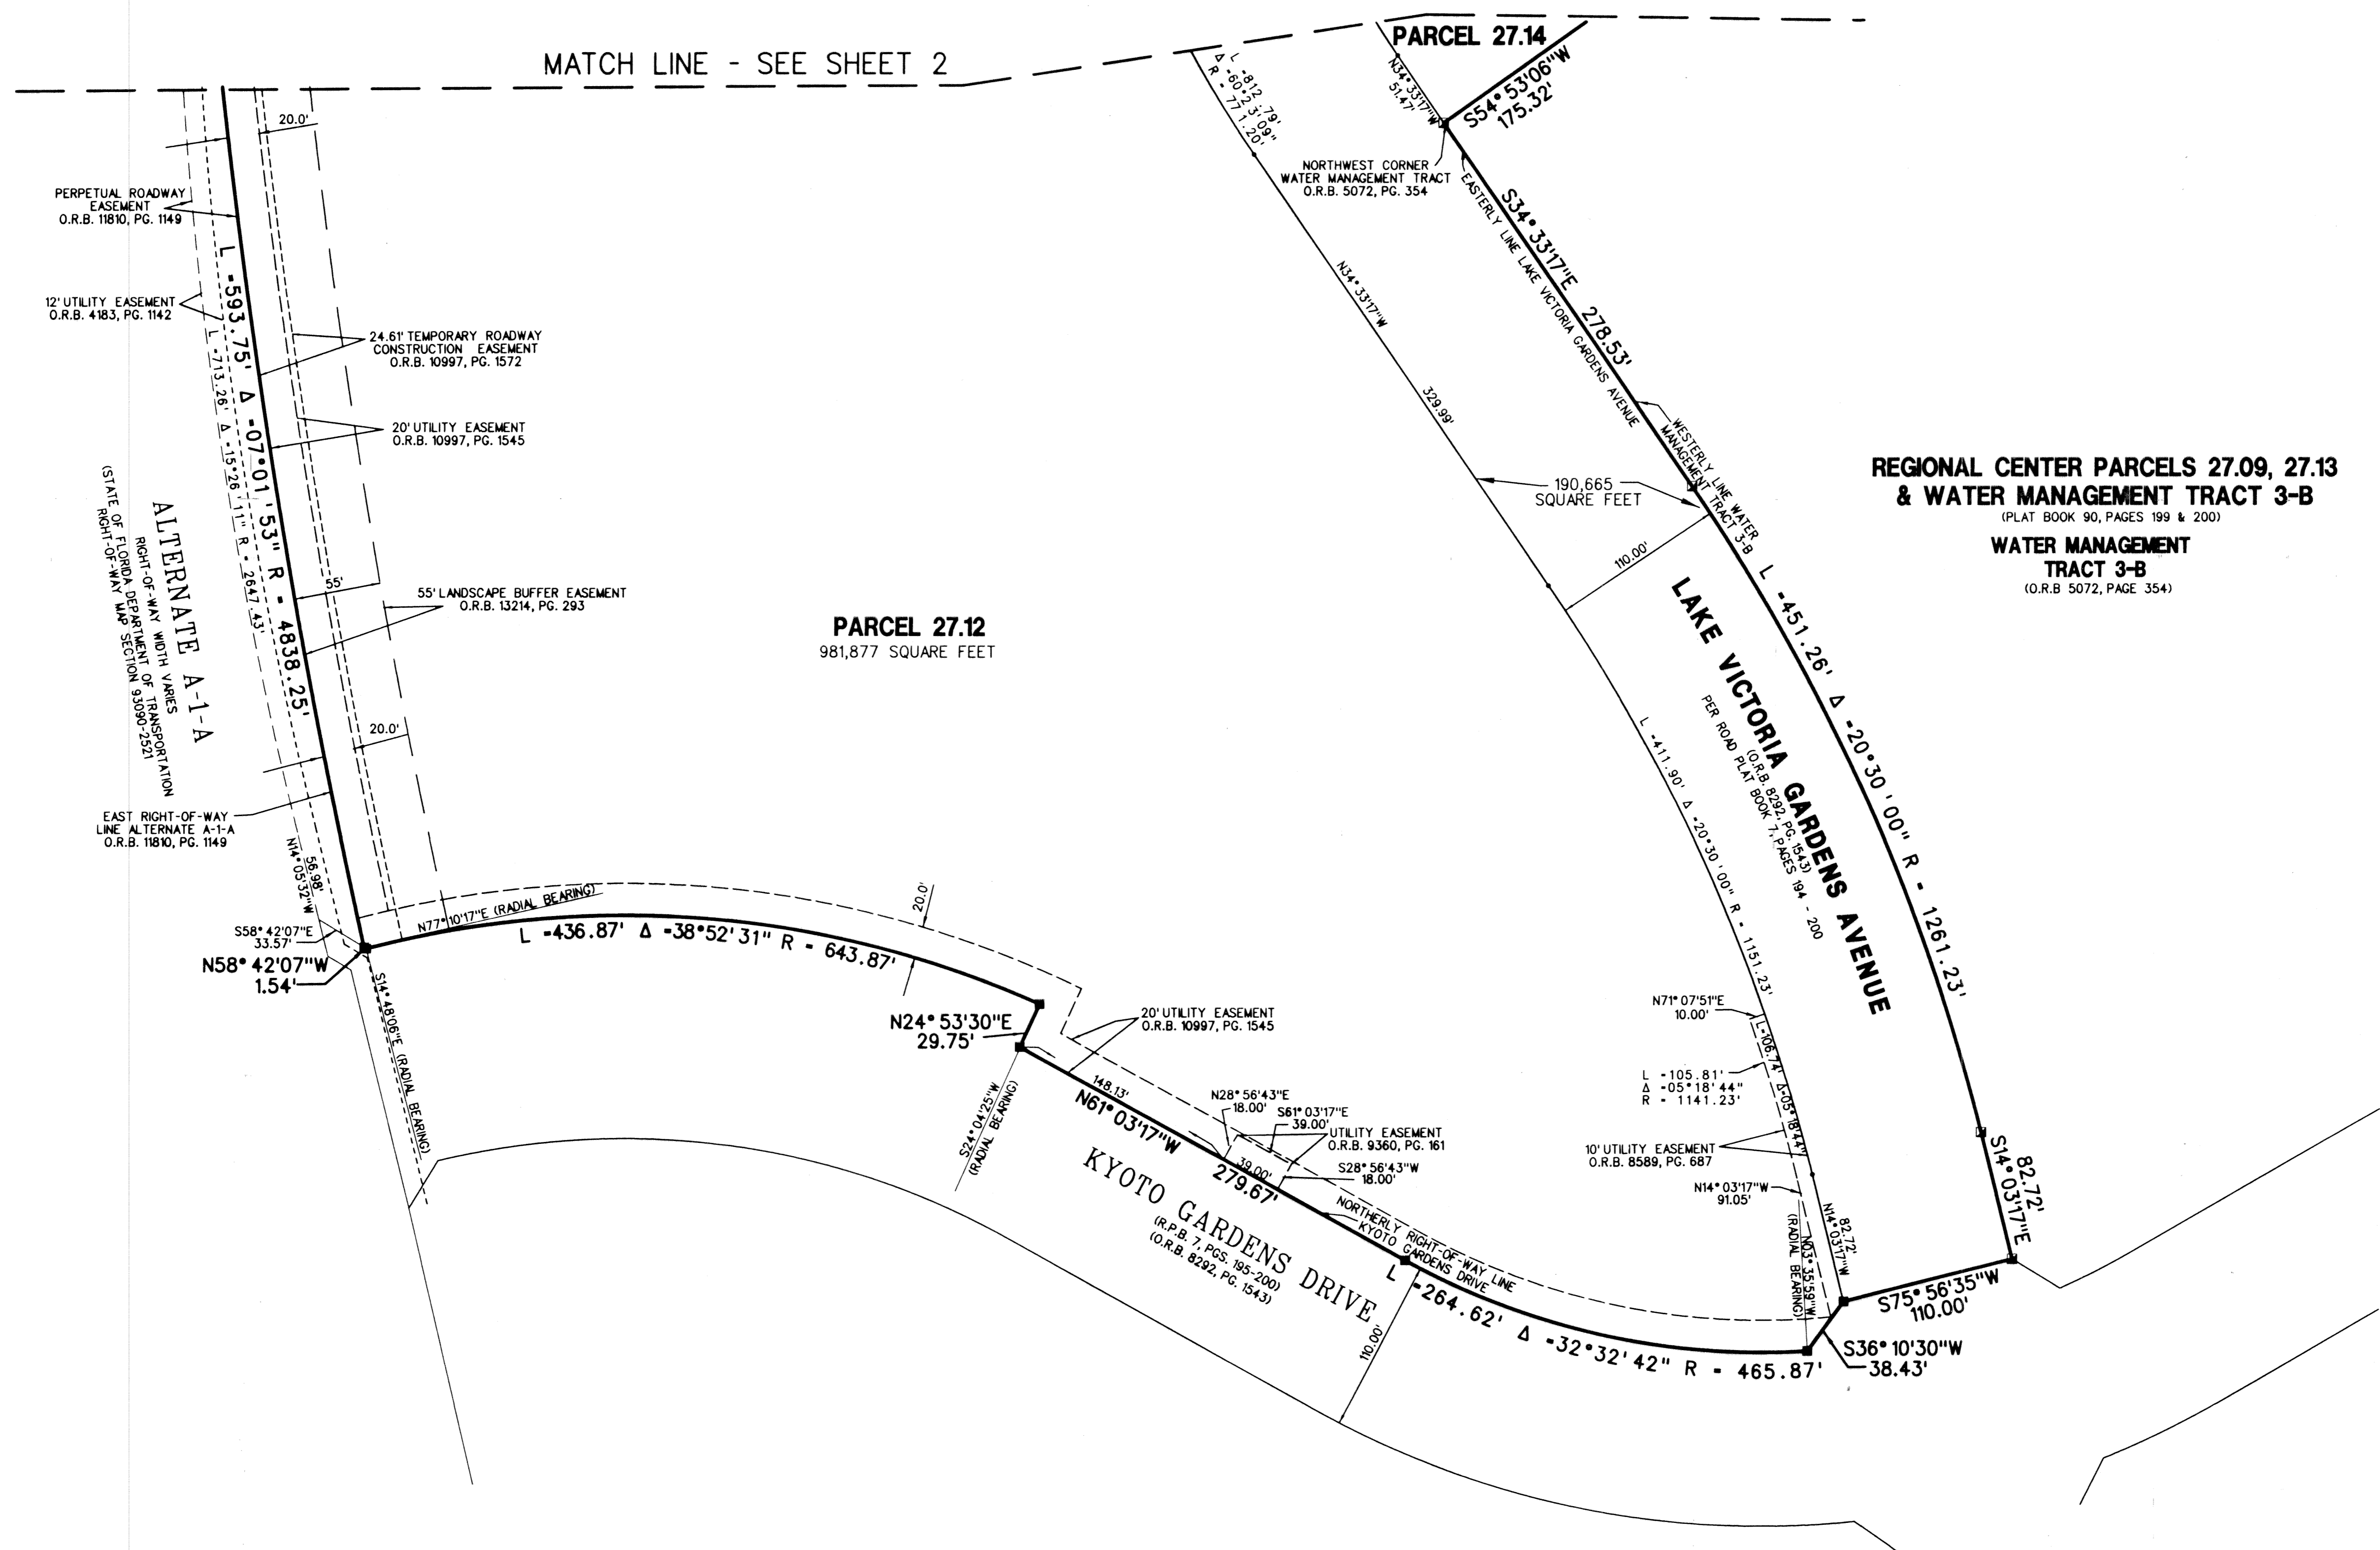 MATCH LINE - SEE SHEET 2
PARCEL 27.14
S54°53'06"W
175.32'
N34°33'17"W
51.47'
L =812.79'
Δ =60°23'09"
R = 771.20'
NORTHWEST CORNER
WATER MANAGEMENT TRACT
O.R.B. 5072, PG. 354
20.0'
PERPETUAL ROADWAY
EASEMENT
O.R.B. 11810, PG. 1149
12' UTILITY EASEMENT
O.R.B. 4183, PG. 1142
24.61' TEMPORARY ROADWAY
CONSTRUCTION EASEMENT
O.R.B. 10997, PG. 1572
20' UTILITY EASEMENT
O.R.B. 10997, PG. 1545
55'
55' LANDSCAPE BUFFER EASEMENT
O.R.B. 13214, PG. 293
20.0'
L =593.75' Δ =07°01'53" R = 4838.25'
L =713.26' Δ =15°26'11" R = 2647.43'
ALTERNATE A-1-A
RIGHT-OF-WAY WIDTH VARIES
(STATE OF FLORIDA DEPARTMENT OF TRANSPORTATION
RIGHT-OF-WAY MAP SECTION 93090-2521
EAST RIGHT-OF-WAY
LINE ALTERNATE A-1-A
O.R.B. 11810, PG. 1149
56.98'
N14°05'32"W
S58°42'07"E
33.57'
N58°42'07"W
1.54'
S14°48'06"E (RADIAL BEARING)
N77°10'17"E (RADIAL BEARING)
L =436.87' Δ =38°52'31" R = 643.87'
20.0'
PARCEL 27.12
981,877 SQUARE FEET
N34°33'17"W
329.99'
S34°33'17"E 278.53'
EASTERLY LINE LAKE VICTORIA GARDENS AVENUE
WESTERLY LINE WATER
MANAGEMENT TRACT 3-B
190,665
SQUARE FEET
110.00'
REGIONAL CENTER PARCELS 27.09, 27.13
& WATER MANAGEMENT TRACT 3-B
(PLAT BOOK 90, PAGES 199 & 200)
WATER MANAGEMENT
TRACT 3-B
(O.R.B 5072, PAGE 354)
L =451.26' Δ =20°30'00" R = 1261.23'
LAKE VICTORIA GARDENS AVENUE
(O.R.B. 8292, PG. 1543)
PER ROAD PLAT BOOK 7, PAGES 194 - 200
L =411.90' Δ =20°30'00" R = 1151.23'
N24°53'30"E
29.75'
20' UTILITY EASEMENT
O.R.B. 10997, PG. 1545
S24°04'25"W
(RADIAL BEARING)
148.13'
N61°03'17"W
279.67'
N28°56'43"E
18.00'
S61°03'17"E
39.00'
UTILITY EASEMENT
O.R.B. 9360, PG. 161
39.00'
S28°56'43"W
18.00'
KYOTO GARDENS DRIVE
(R.P.B. 7, PGS. 195-200)
(O.R.B. 8292, PG. 1543)
NORTHERLY RIGHT-OF-WAY LINE
KYOTO GARDENS DRIVE
110.00'
L =264.62' Δ =32°32'42" R = 465.87'
N71°07'51"E
10.00'
L=106.74' Δ=05°18'44"
L =105.81'
Δ =05°18'44"
R = 1141.23'
10' UTILITY EASEMENT
O.R.B. 8589, PG. 687
N14°03'17"W
91.05'
N03°35'59"W
(RADIAL BEARING)
82.72'
N14°03'17"W
82.72'
S14°03'17"E
S75°56'35"W
110.00'
S36°10'30"W
38.43'